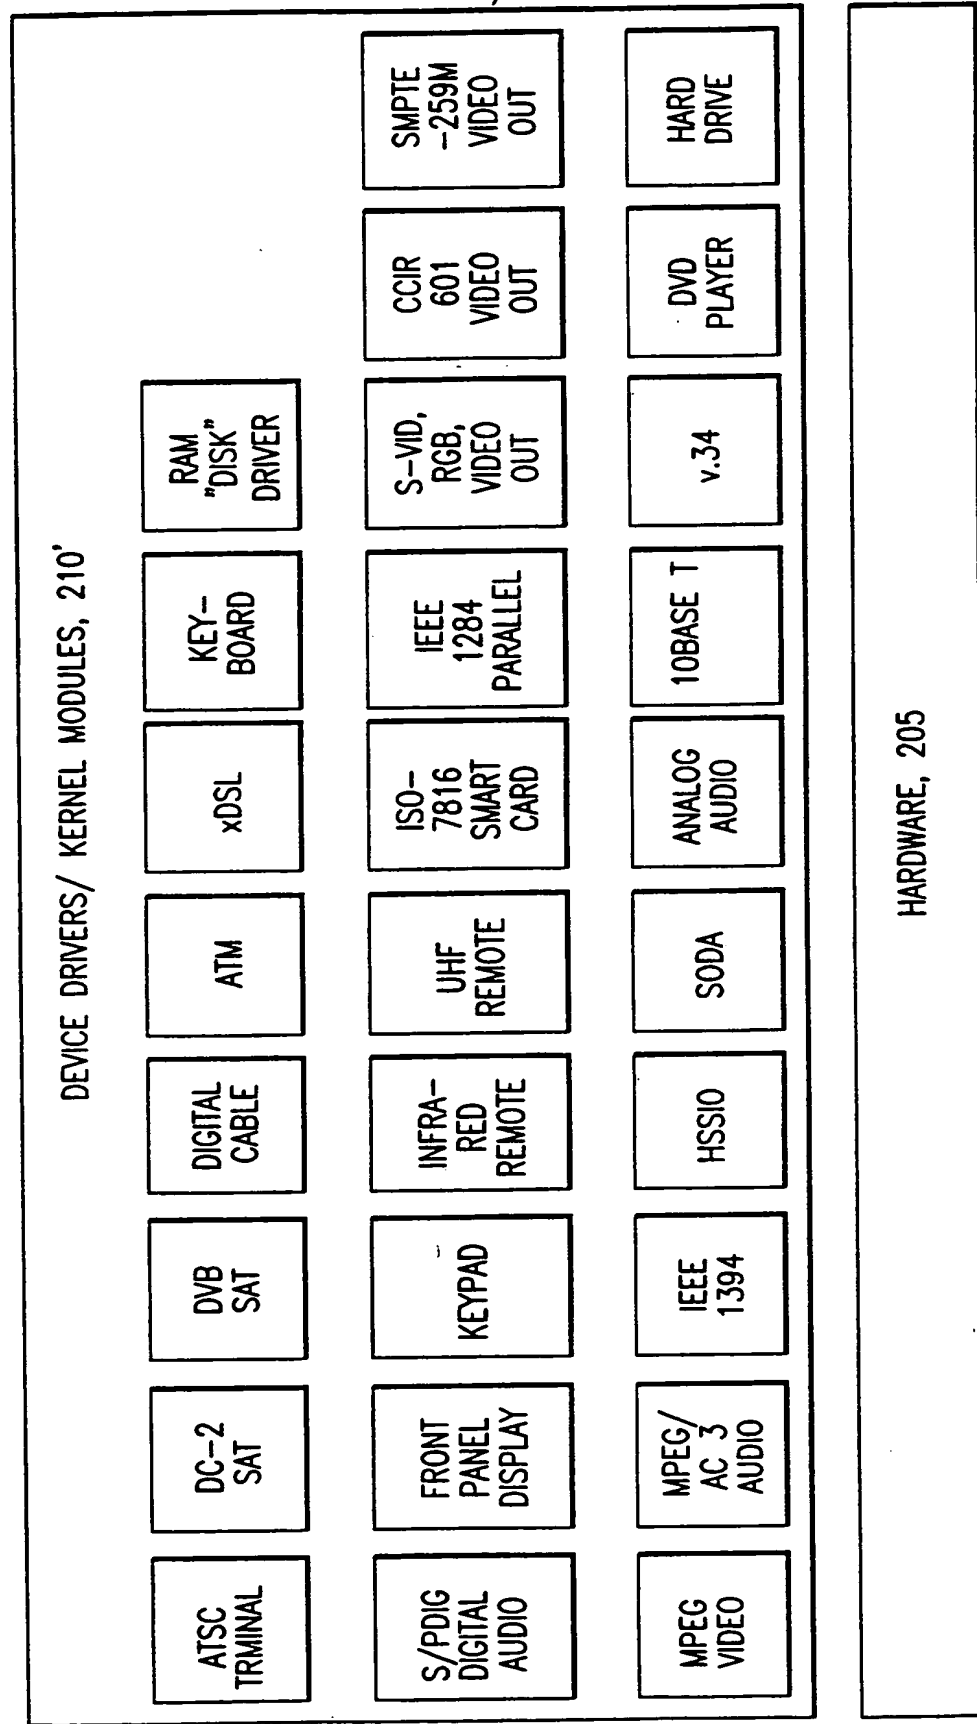 DEVICE DRIVERS/ KERNEL MODULES, 210'
ATSC
TRMINAL
DC-2
SAT
DVB
SAT
DIGITAL
CABLE
ATM
xDSL
KEY-
BOARD
RAM
"DISK"
DRIVER
S/PDIG
DIGITAL
AUDIO
FRONT
PANEL
DISPLAY
KEYPAD
INFRA-
RED
REMOTE
UHF
REMOTE
ISO-
7816
SMART
CARD
IEEE
1284
PARALLEL
S-VID,
RGB,
VIDEO
OUT
CCIR
601
VIDEO
OUT
SMPTE
-259M
VIDEO
OUT
MPEG
VIDEO
MPEG/
AC 3
AUDIO
IEEE
1394
HSSIO
SODA
ANALOG
AUDIO
10BASE T
v.34
DVD
PLAYER
HARD
DRIVE
HARDWARE, 205